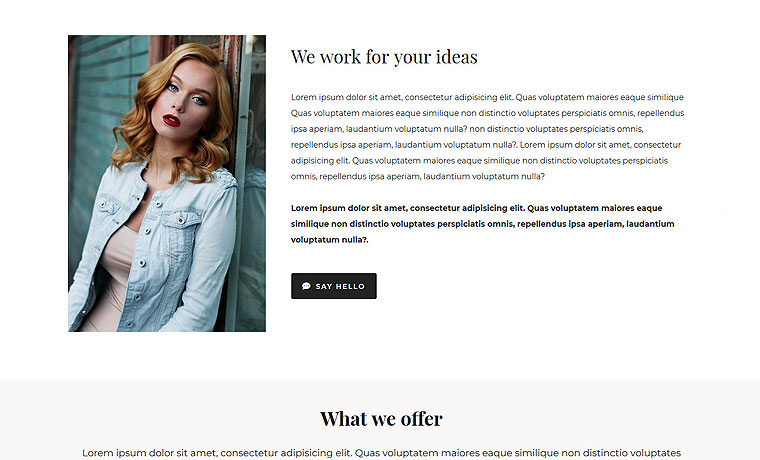 We work for your ideas
Lorem ipsum dolor sit amet, consectetur adipisicing elit. Quas voluptatem maiores eaque similique
Quas voluptatem maiores eaque similique non distinctio voluptates perspiciatis omnis, repellendus
ipsa aperiam, laudantium voluptatum nulla? non distinctio voluptates perspiciatis omnis,
repellendus ipsa aperiam, laudantium voluptatum nulla?. Lorem ipsum dolor sit amet, consectetur
adipisicing elit. Quas voluptatem maiores eaque similique non distinctio voluptates perspiciatis
omnis, repellendus ipsa aperiam, laudantium voluptatum nulla?
Lorem ipsum dolor sit amet, consectetur adipisicing elit. Quas voluptatem maiores eaque
similique non distinctio voluptates perspiciatis omnis, repellendus ipsa aperiam, laudantium
voluptatum nulla?.
SAY HELLO
What we offer
Lorem ipsum dolor sit amet, consectetur adipisicing elit. Quas voluptatem maiores eaque similique non distinctio voluptates